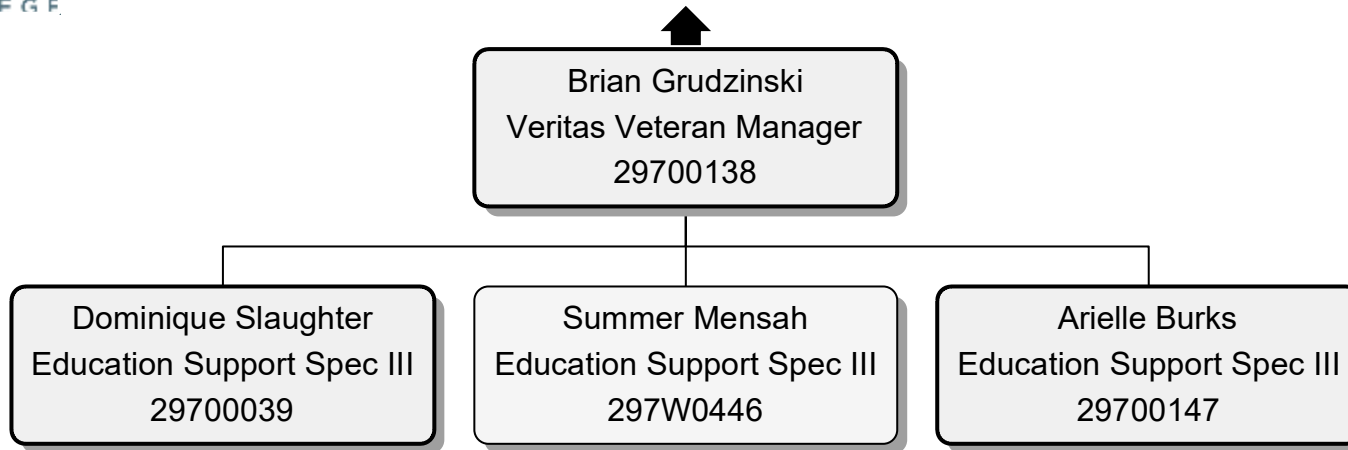 Brian Grudzinski
Veritas Veteran Manager
29700138
Dominique Slaughter
Education Support Spec III
29700039
Summer Mensah
Education Support Spec III
297W0446
Arielle Burks
Education Support Spec III
29700147